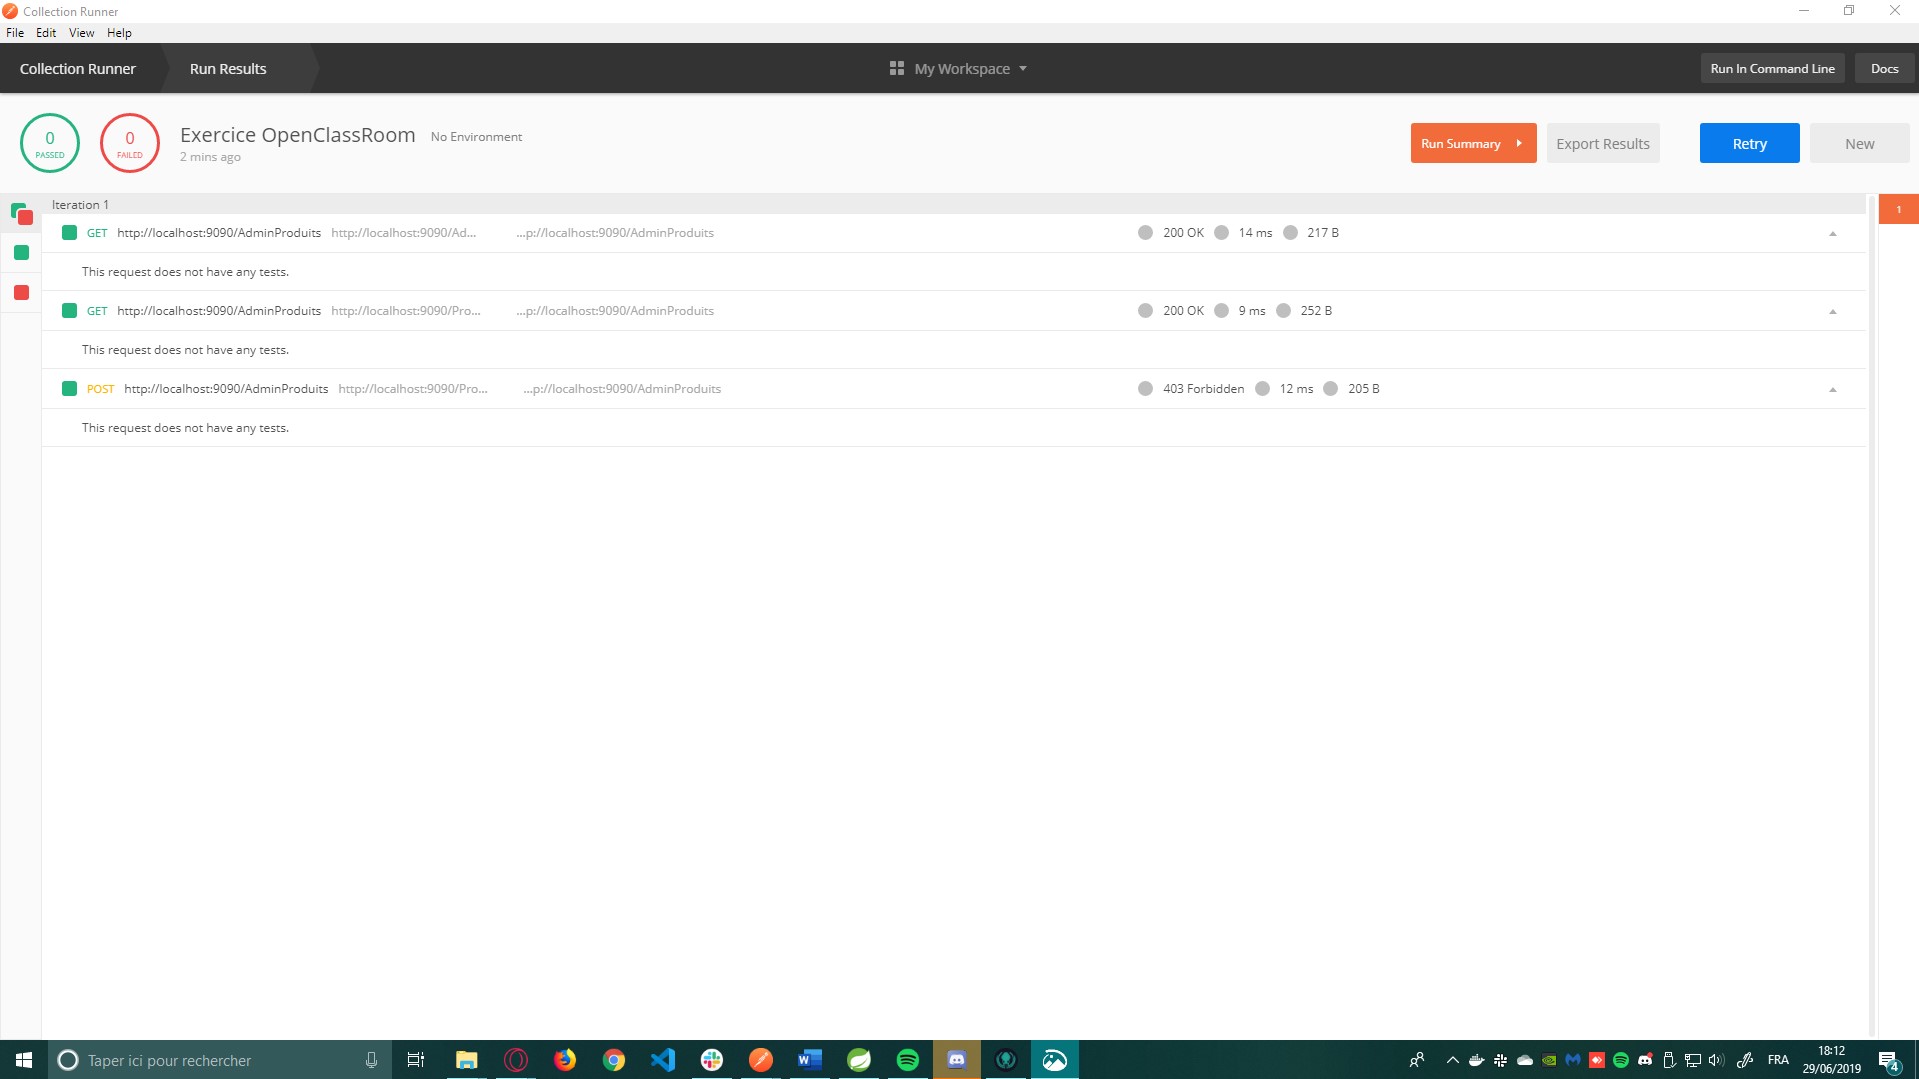 Collection Runner
File Edit View Help
Collection Runner Run Results My Workspace Run In Command Line Docs
0 PASSED
0 FAILED
Exercice OpenClassRoom No Environment
2 mins ago
Run Summary Export Results Retry New
Iteration 1
1
GET http://localhost:9090/AdminProduits http://localhost:9090/Ad... ...p://localhost:9090/AdminProduits 200 OK 14 ms 217 B
This request does not have any tests.
GET http://localhost:9090/AdminProduits http://localhost:9090/Pro... ...p://localhost:9090/AdminProduits 200 OK 9 ms 252 B
This request does not have any tests.
POST http://localhost:9090/AdminProduits http://localhost:9090/Pro... ...p://localhost:9090/AdminProduits 403 Forbidden 12 ms 205 B
This request does not have any tests.
Taper ici pour rechercher
FRA
18:12
29/06/2019
4